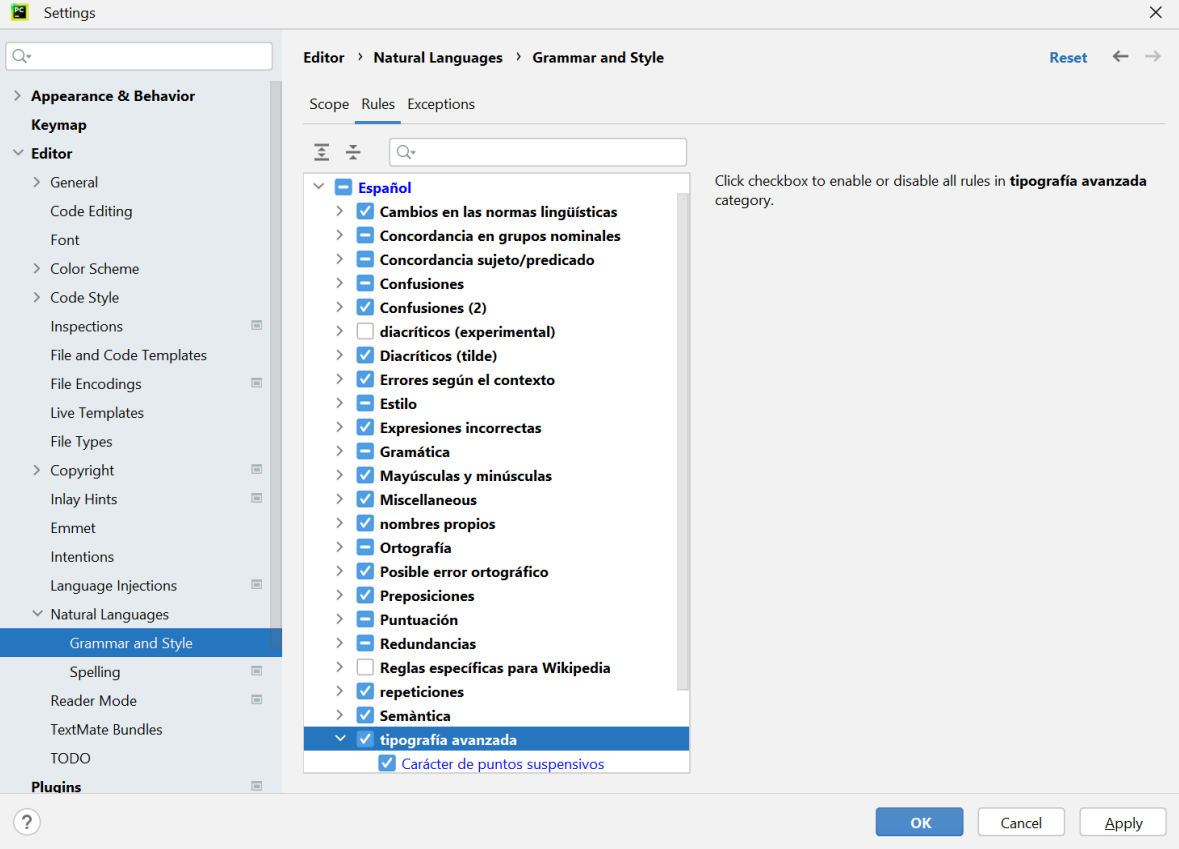 PC
Settings
Editor › Natural Languages › Grammar and Style
Reset
Appearance & Behavior
Keymap
Editor
General
Code Editing
Font
Color Scheme
Code Style
Inspections
File and Code Templates
File Encodings
Live Templates
File Types
Copyright
Inlay Hints
Emmet
Intentions
Language Injections
Natural Languages
Grammar and Style
Spelling
Reader Mode
TextMate Bundles
TODO
Plugins
Scope Rules Exceptions
Español
Cambios en las normas lingüísticas
Concordancia en grupos nominales
Concordancia sujeto/predicado
Confusiones
Confusiones (2)
diacríticos (experimental)
Diacríticos (tilde)
Errores según el contexto
Estilo
Expresiones incorrectas
Gramática
Mayúsculas y minúsculas
Miscellaneous
nombres propios
Ortografía
Posible error ortográfico
Preposiciones
Puntuación
Redundancias
Reglas específicas para Wikipedia
repeticiones
Semàntica
tipografía avanzada
Carácter de puntos suspensivos
Click checkbox to enable or disable all rules in tipografía avanzada
category.
?
OK Cancel Apply